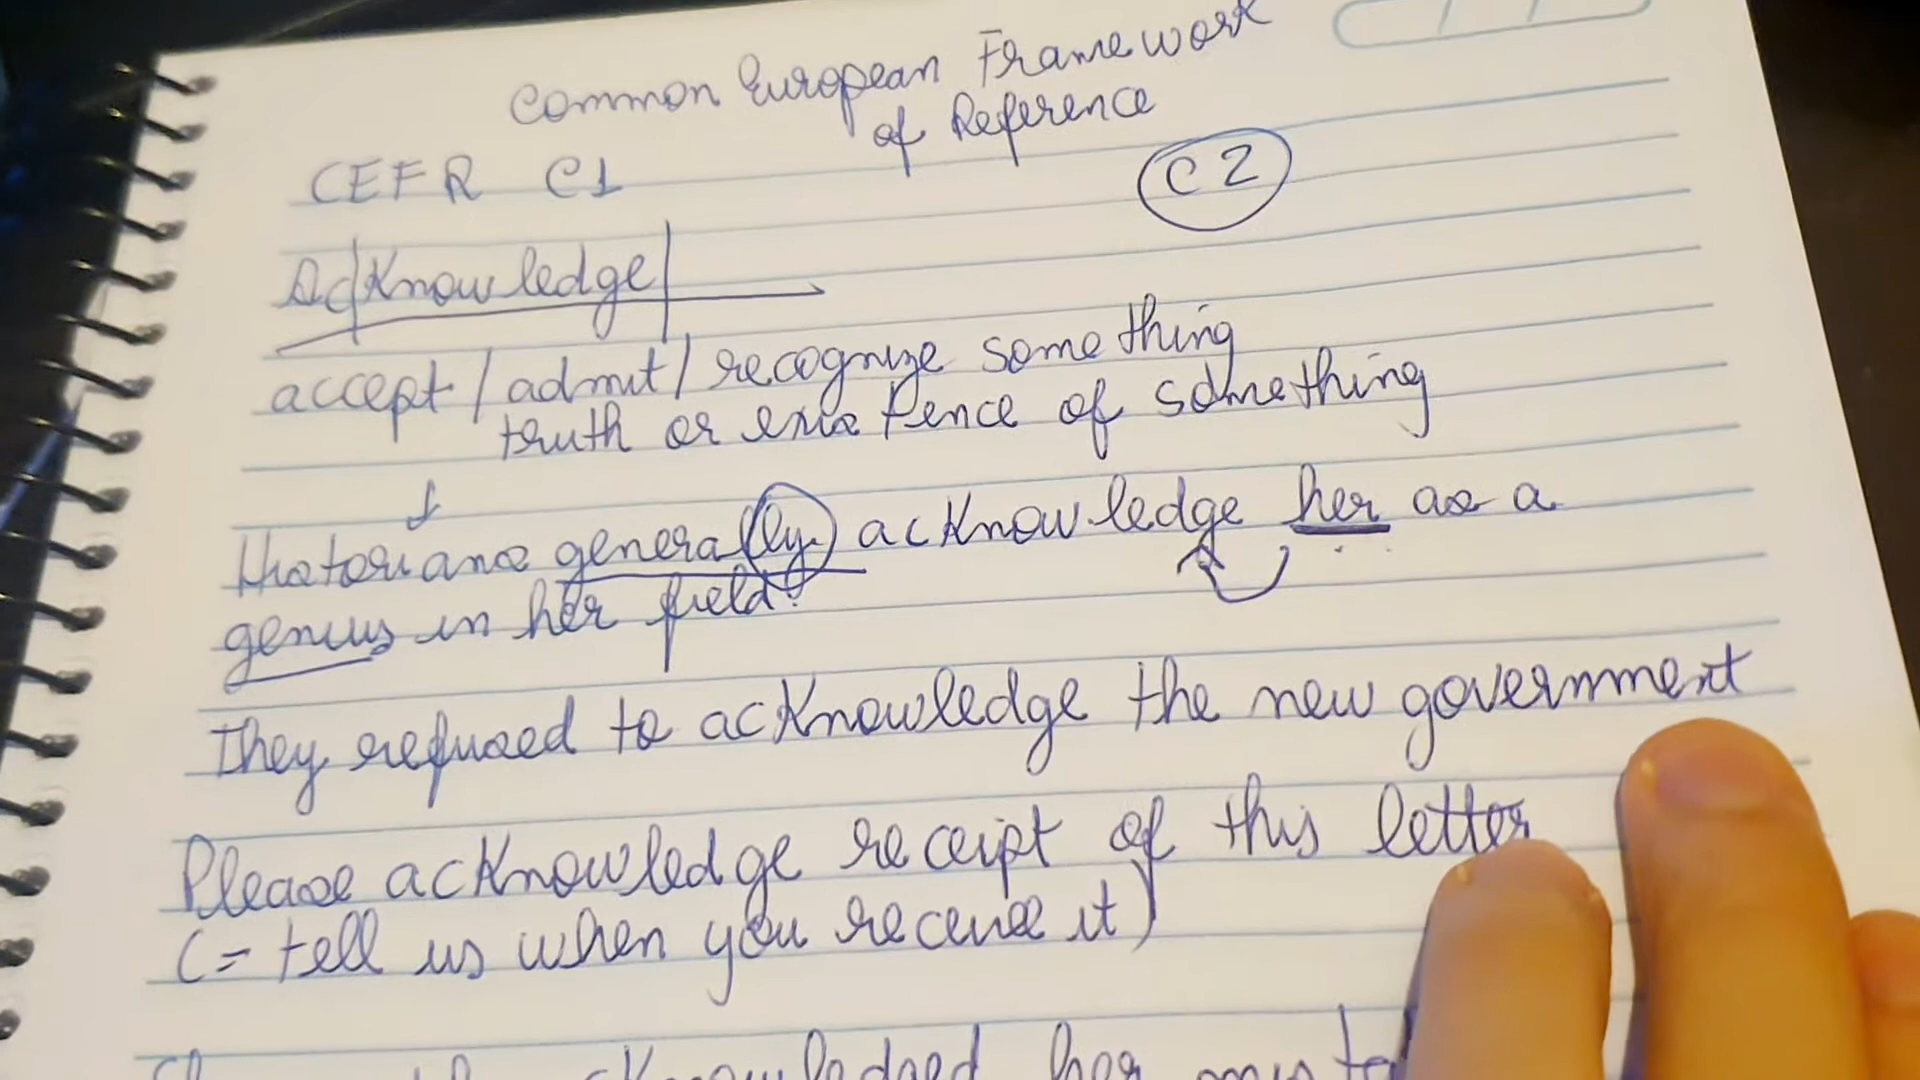 Common European Framework
of Reference
CEFR C1
C2
Acknowledge
accept / admit / recognize something
truth or existence of something
Historians generally acknowledge her as a
genius in her field.
They refused to acknowledge the new government
Please acknowledge receipt of this letter
(= tell us when you receive it)
acknowledged her